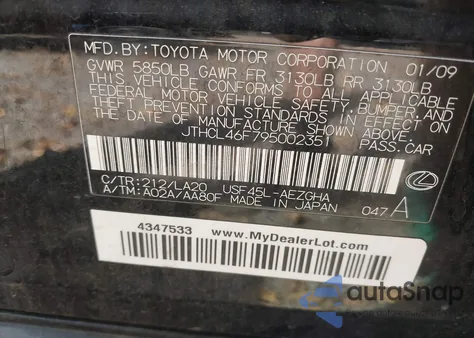 MFD.BY: TOYOTA MOTOR CORPORATION 01/09
GVWR 5850LB GAWR FR 3130LB RR 3130LB
THIS VEHICLE CONFORMS TO ALL APPLICABLE
FEDERAL MOTOR VEHICLE SAFETY, BUMPER, AND
THEFT PREVENTION STANDARDS IN EFFECT ON
THE DATE OF MANUFACTURE SHOWN ABOVE.
JTHCL46F795002351 PASS.CAR
C/TR:212/LA20 USF45L-AEZGHA
A/TM:A02A/AA80F MADE IN JAPAN 047 A
4347533 www.MyDealerLot.com
autoSnap